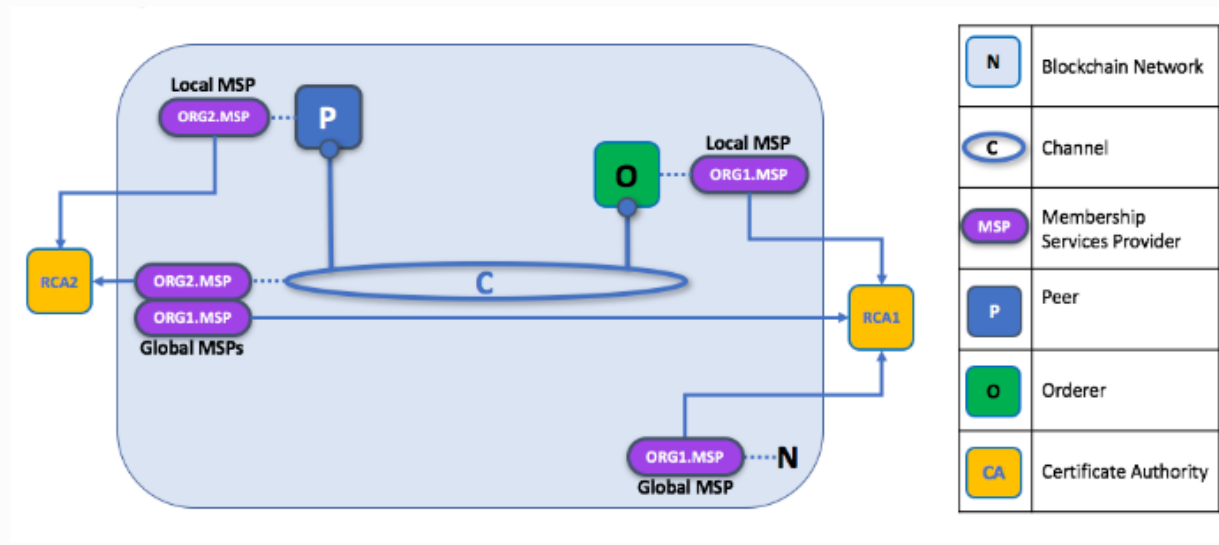 Local MSP
ORG2.MSP
P
Local MSP
O
ORG1.MSP
RCA2
ORG2.MSP
C
ORG1.MSP
RCA1
Global MSPs
ORG1.MSP
N
Global MSP
N
Blockchain Network
C
Channel
MSP
Membership
Services Provider
P
Peer
O
Orderer
CA
Certificate Authority